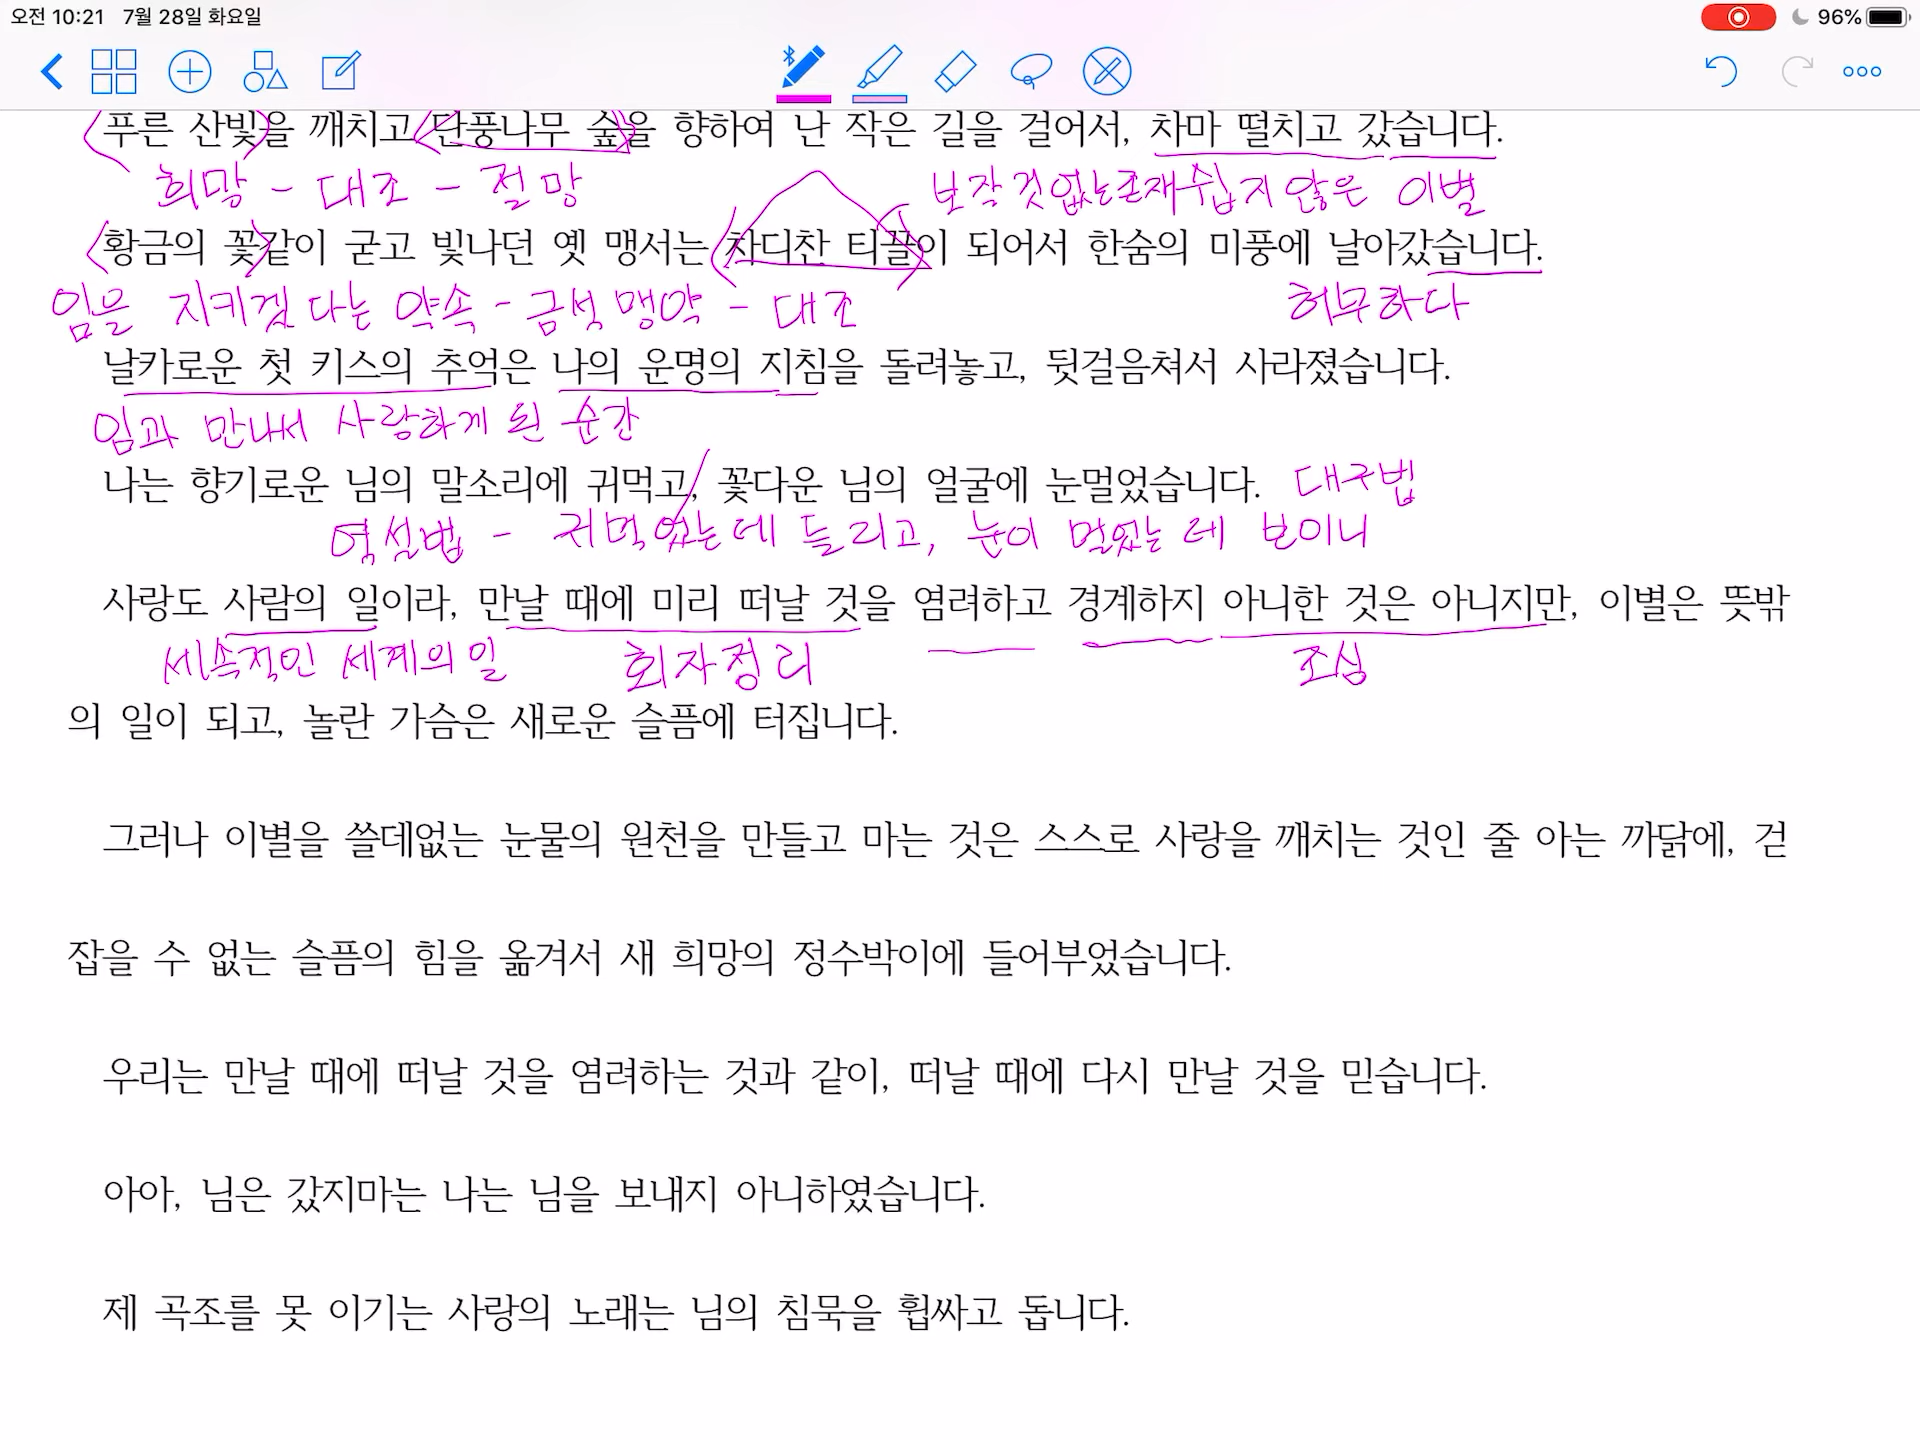 오전 10:21 7월 28일 화요일 96%
푸른 산빛을 깨치고 단풍나무 숲을 향하여 난 작은 길을 걸어서, 차마 떨치고 갔습니다.
희망 - 대조 - 절망 보잘것없는존재 쉽지 않은 이별
황금의 꽃같이 굳고 빛나던 옛 맹서는 차디찬 티끌이 되어서 한숨의 미풍에 날아갔습니다.
임을 지키겠다는 약속 - 금석맹약 - 대조 허무하다
날카로운 첫 키스의 추억은 나의 운명의 지침을 돌려놓고, 뒷걸음쳐서 사라졌습니다.
임과 만나서 사랑하게 된 순간
나는 향기로운 님의 말소리에 귀먹고, 꽃다운 님의 얼굴에 눈멀었습니다. 대구법
역설법 - 귀먹었는데 들리고, 눈이 멀었는데 보이니
사랑도 사람의 일이라, 만날 때에 미리 떠날 것을 염려하고 경계하지 아니한 것은 아니지만, 이별은 뜻밖
세속적인 세계의 일 회자정리 조심
의 일이 되고, 놀란 가슴은 새로운 슬픔에 터집니다.
그러나 이별을 쓸데없는 눈물의 원천을 만들고 마는 것은 스스로 사랑을 깨치는 것인 줄 아는 까닭에, 걷
잡을 수 없는 슬픔의 힘을 옮겨서 새 희망의 정수박이에 들어부었습니다.
우리는 만날 때에 떠날 것을 염려하는 것과 같이, 떠날 때에 다시 만날 것을 믿습니다.
아아, 님은 갔지마는 나는 님을 보내지 아니하였습니다.
제 곡조를 못 이기는 사랑의 노래는 님의 침묵을 휩싸고 돕니다.